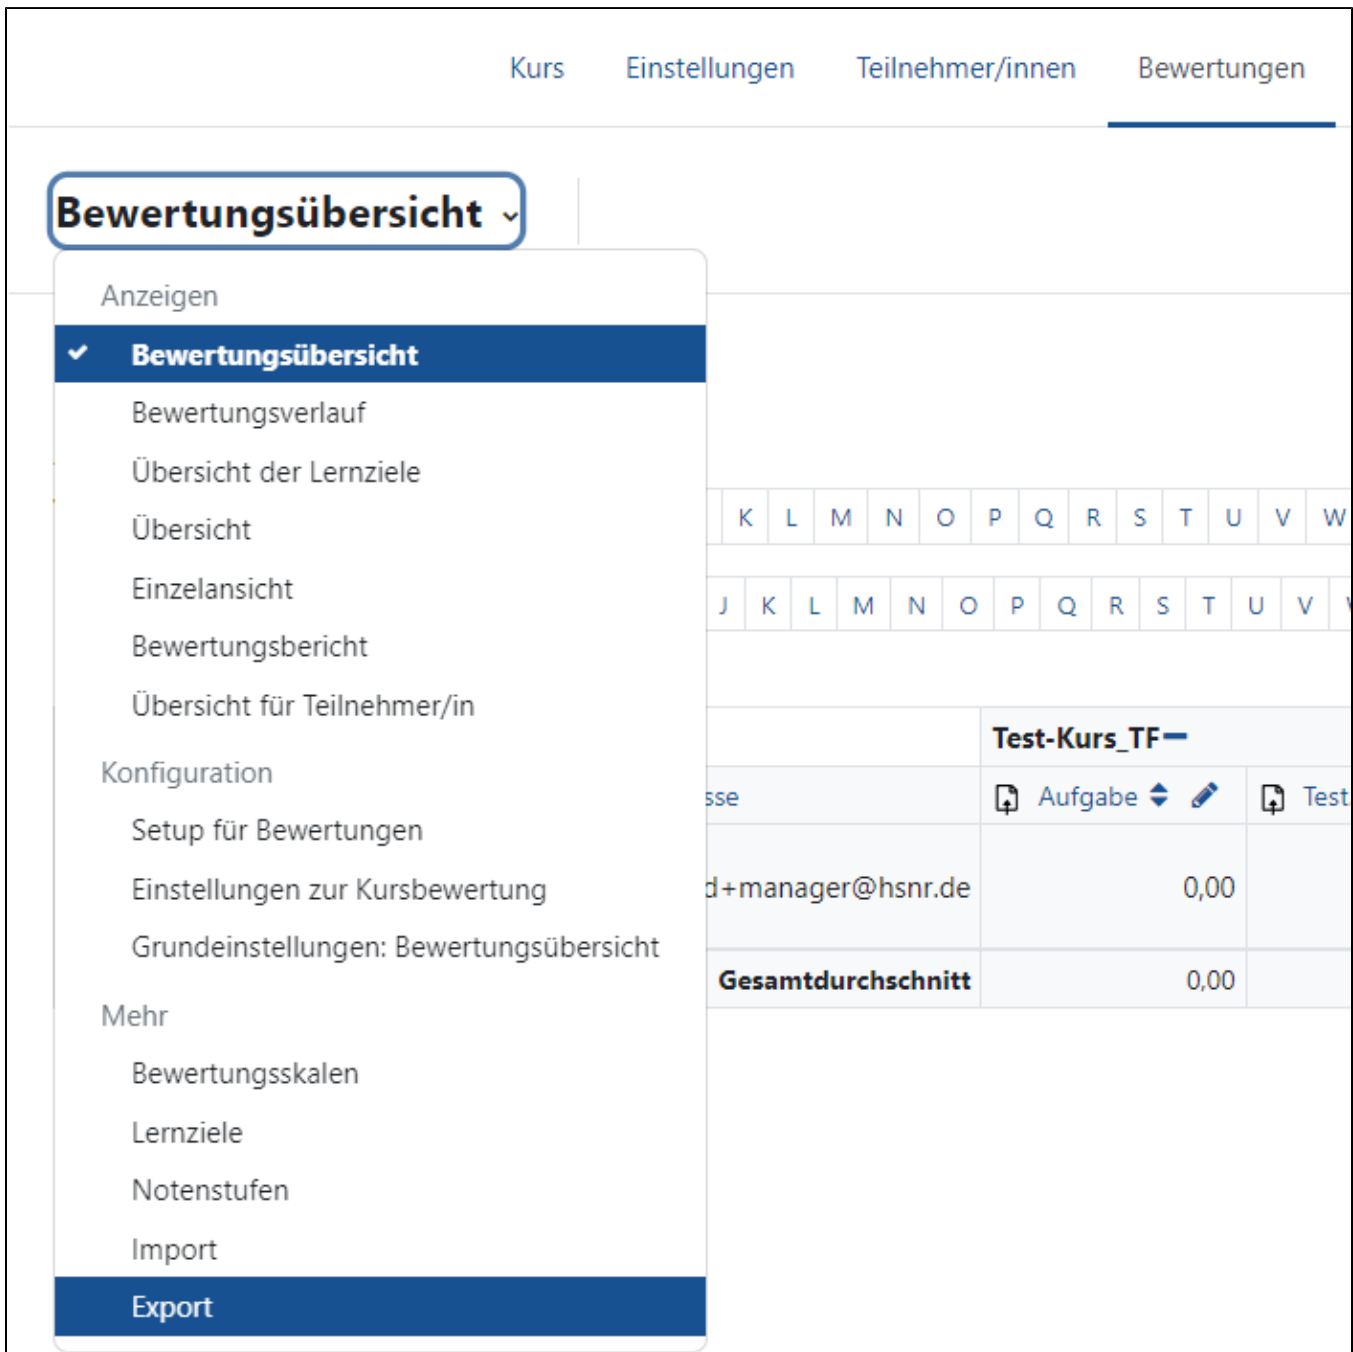 Kurs Einstellungen Teilnehmer/innen Bewertungen
Bewertungsübersicht
Anzeigen
Bewertungsübersicht
Bewertungsverlauf
Übersicht der Lernziele
Übersicht
Einzelansicht
Bewertungsbericht
Übersicht für Teilnehmer/in
Konfiguration
Setup für Bewertungen
Einstellungen zur Kursbewertung
Grundeinstellungen: Bewertungsübersicht
Mehr
Bewertungsskalen
Lernziele
Notenstufen
Import
Export
K L M N O P Q R S T U V W
J K L M N O P Q R S T U V
Test-Kurs_TF
sse Aufgabe Test
d+manager@hsnr.de 0,00
Gesamtdurchschnitt 0,00